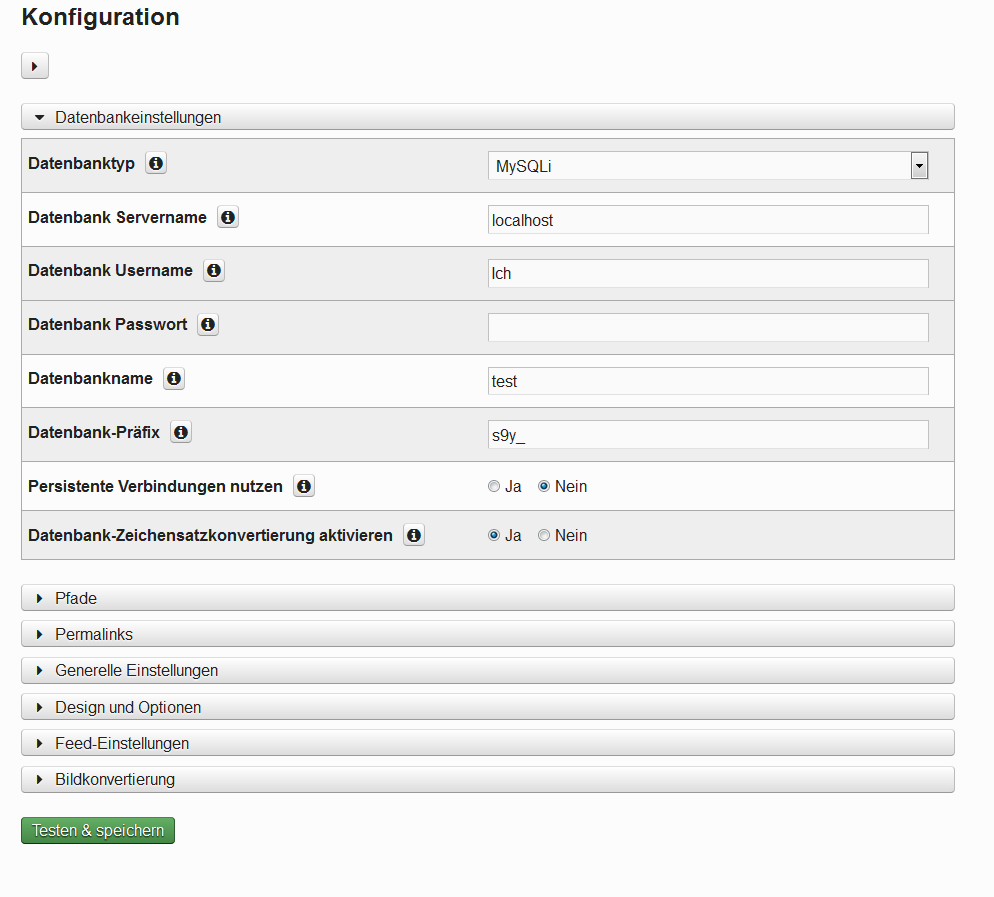 Konfiguration
Datenbankeinstellungen
Datenbanktyp MySQLi
Datenbank Servername localhost
Datenbank Username Ich
Datenbank Passwort
Datenbankname test
Datenbank-Präfix s9y_
Persistente Verbindungen nutzen Ja Nein
Datenbank-Zeichensatzkonvertierung aktivieren Ja Nein
Pfade
Permalinks
Generelle Einstellungen
Design und Optionen
Feed-Einstellungen
Bildkonvertierung
Testen & speichern